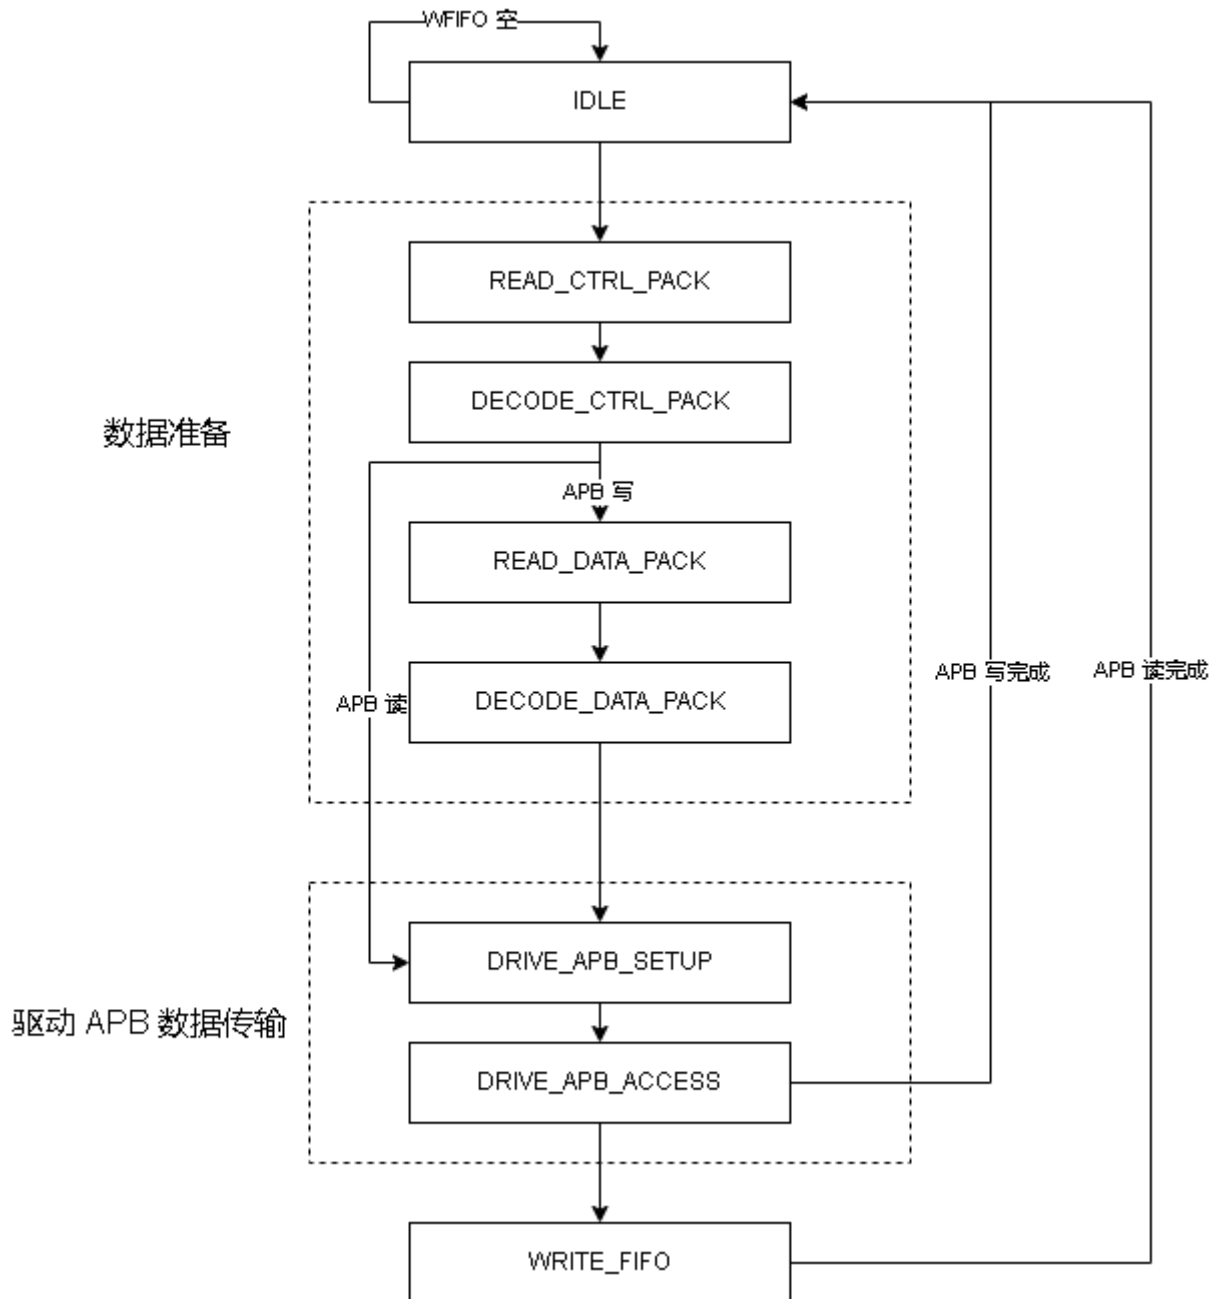 WFIFO 空
IDLE
READ_CTRL_PACK
DECODE_CTRL_PACK
数据准备
APB 写
READ_DATA_PACK
APB 写完成
APB 读完成
DECODE_DATA_PACK
APB 读
DRIVE_APB_SETUP
驱动 APB 数据传输
DRIVE_APB_ACCESS
WRITE_FIFO